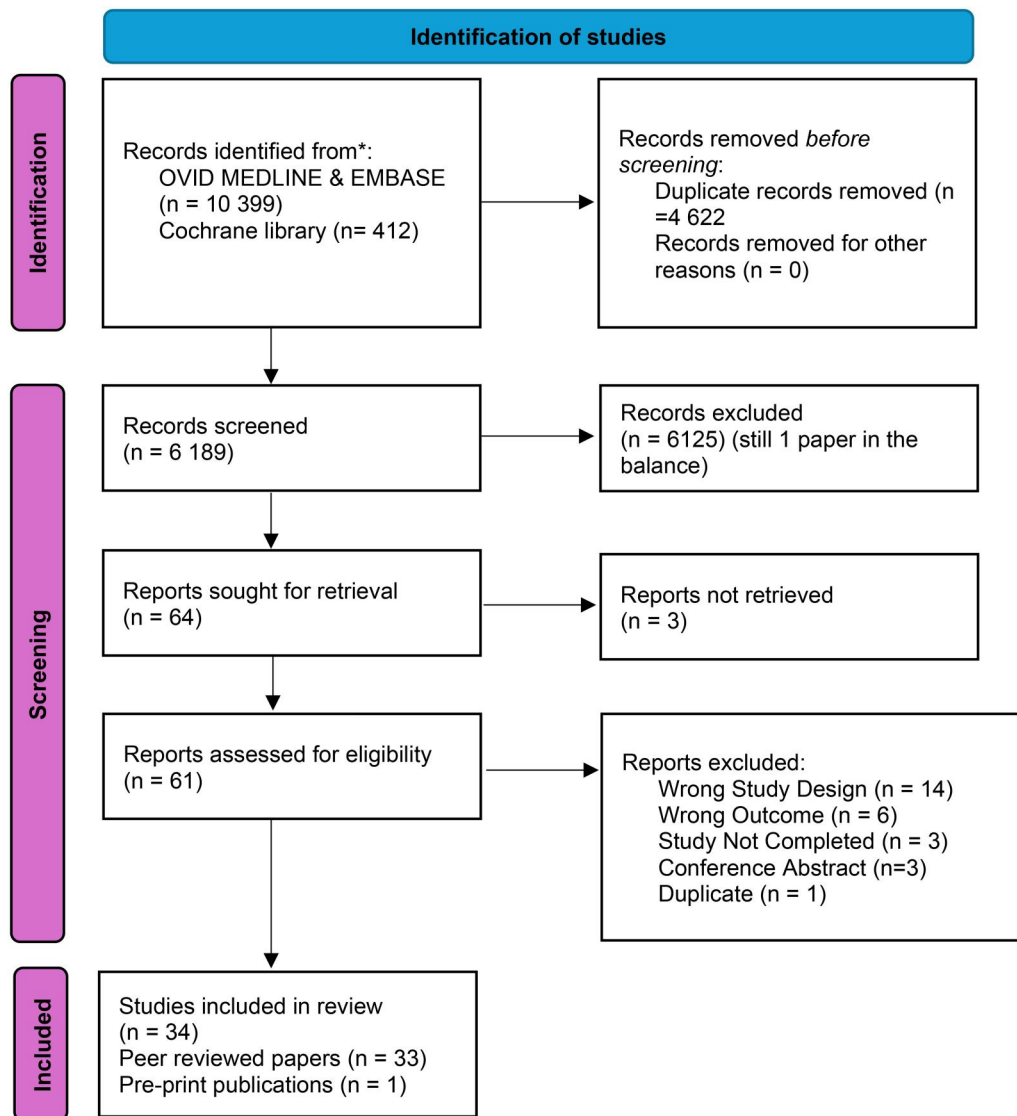 Identification of studies
Identification
Records identified from*:
OVID MEDLINE & EMBASE
(n = 10 399)
Cochrane library (n= 412)
Records removed before
screening:
Duplicate records removed (n
=4 622
Records removed for other
reasons (n = 0)
Screening
Records screened
(n = 6 189)
Records excluded
(n = 6125) (still 1 paper in the
balance)
Reports sought for retrieval
(n = 64)
Reports not retrieved
(n = 3)
Reports assessed for eligibility
(n = 61)
Reports excluded:
Wrong Study Design (n = 14)
Wrong Outcome (n = 6)
Study Not Completed (n = 3)
Conference Abstract (n=3)
Duplicate (n = 1)
Included
Studies included in review
(n = 34)
Peer reviewed papers (n = 33)
Pre-print publications (n = 1)